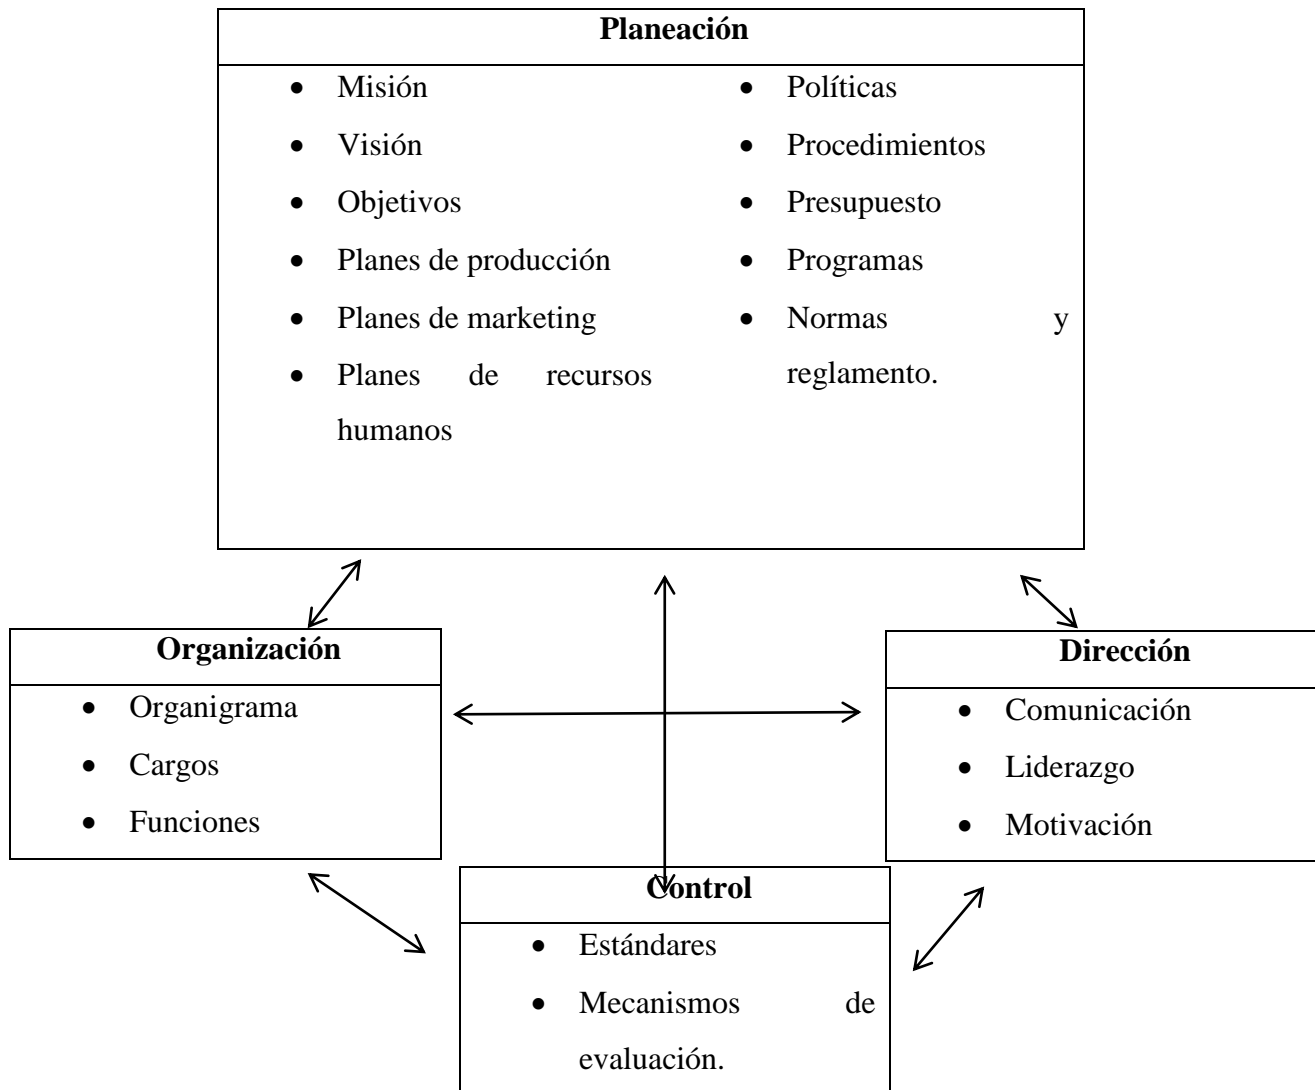 Planeación
• Misión
• Visión
• Objetivos
• Planes de producción
• Planes de marketing
• Planes de recursos
humanos
• Políticas
• Procedimientos
• Presupuesto
• Programas
• Normas y
reglamento.
Organización
• Organigrama
• Cargos
• Funciones
Dirección
• Comunicación
• Liderazgo
• Motivación
Control
• Estándares
• Mecanismos de
evaluación.